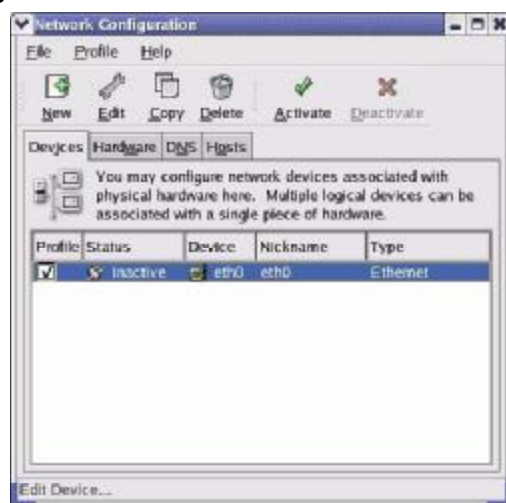 Network Configuration
File Profile Help
New Edit Copy Delete Activate Deactivate
Devices Hardware DNS Hosts
You may configure network devices associated with
physical hardware here. Multiple logical devices can be
associated with a single piece of hardware.
Profile Status Device Nickname Type
Inactive eth0 eth0 Ethernet
Edit Device...